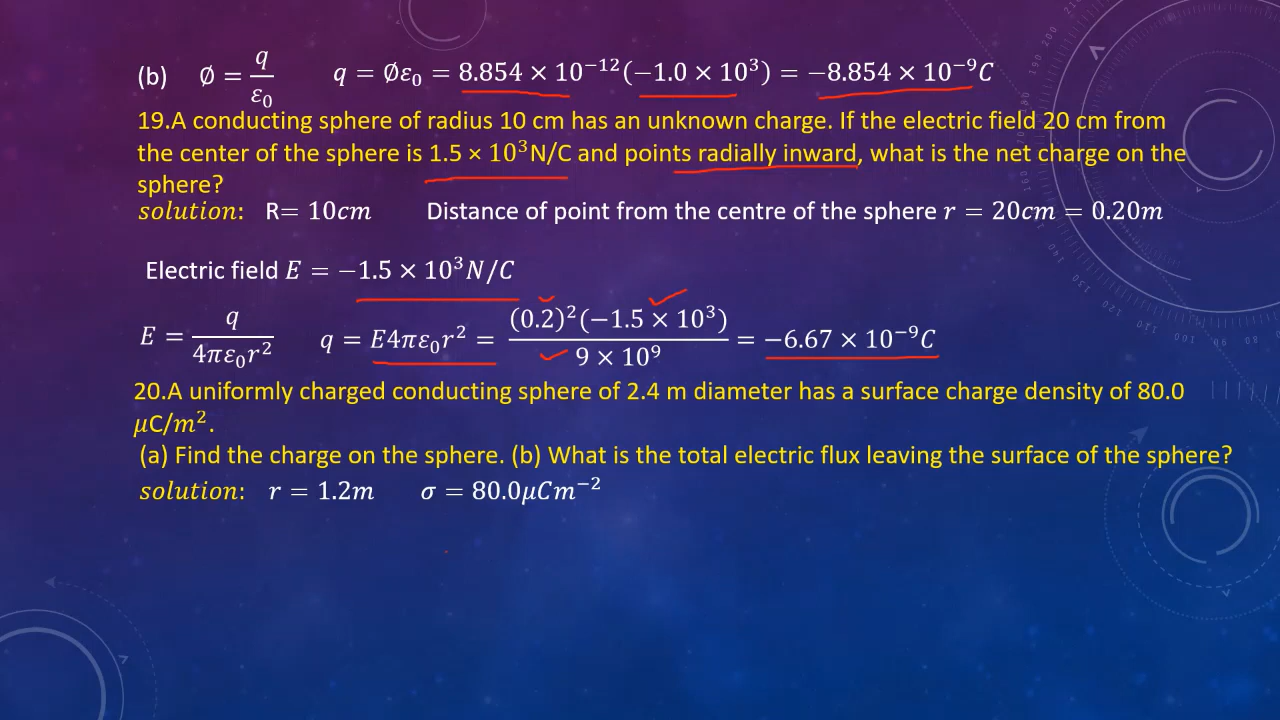 (b) ∅ = q/ε₀ q = ∅ε₀ = 8.854 × 10⁻¹²(−1.0 × 10³) = −8.854 × 10⁻⁹C
19.A conducting sphere of radius 10 cm has an unknown charge. If the electric field 20 cm from
the center of the sphere is 1.5 × 10³N/C and points radially inward, what is the net charge on the
sphere?
solution: R= 10cm Distance of point from the centre of the sphere r = 20cm = 0.20m
Electric field E = −1.5 × 10³N/C
E = q/4πε₀r² q = E4πε₀r² = (0.2)²(−1.5 × 10³)/9 × 10⁹ = −6.67 × 10⁻⁹C
20.A uniformly charged conducting sphere of 2.4 m diameter has a surface charge density of 80.0
μC/m².
(a) Find the charge on the sphere. (b) What is the total electric flux leaving the surface of the sphere?
solution: r = 1.2m σ = 80.0μCm⁻²